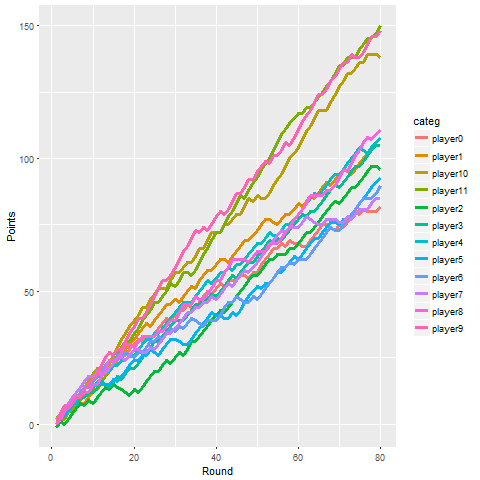 150
100
50
0
Points
0
20
40
60
80
Round
categ
player0
player1
player10
player11
player2
player3
player4
player5
player6
player7
player8
player9